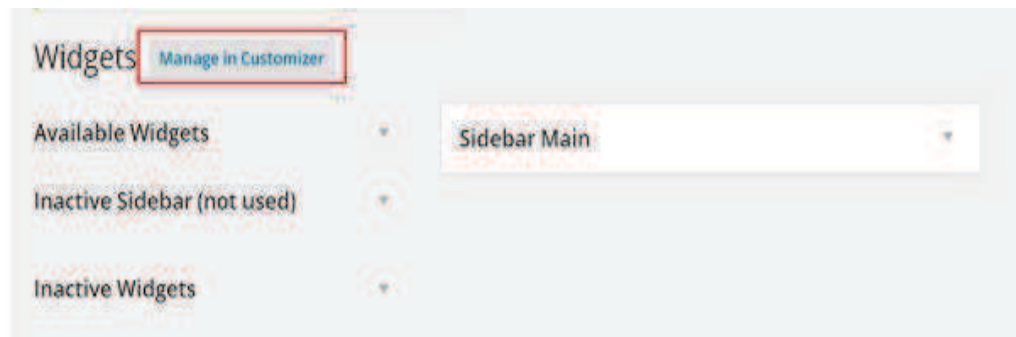 Widgets Manage in Customizer
Available Widgets
Sidebar Main
Inactive Sidebar (not used)
Inactive Widgets